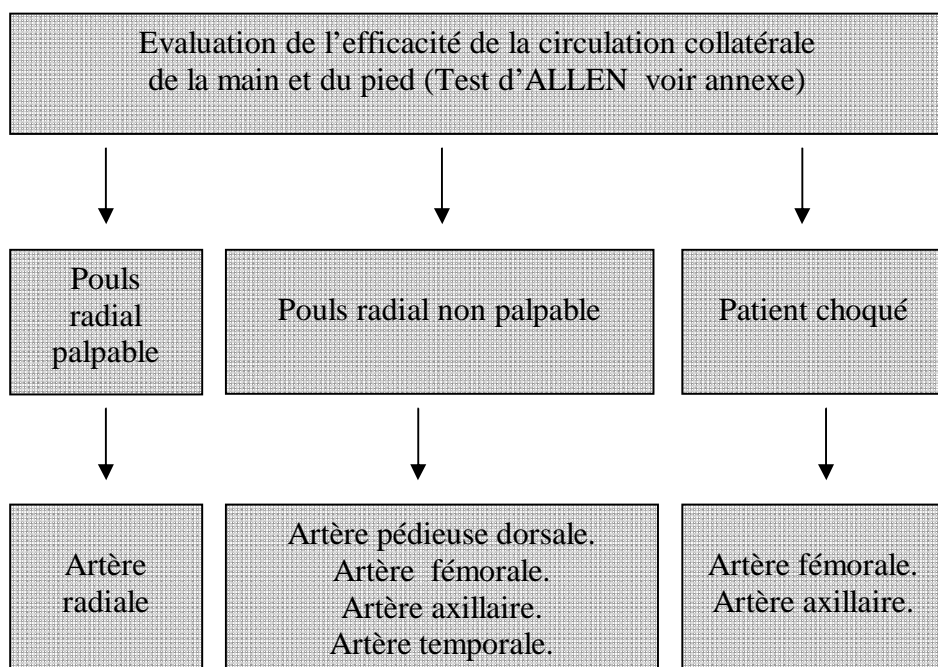 Evaluation de l’efficacité de la circulation collatérale
de la main et du pied (Test d’ALLEN voir annexe)
Pouls
radial
palpable
Pouls radial non palpable
Patient choqué
Artère
radiale
Artère pédieuse dorsale.
Artère fémorale.
Artère axillaire.
Artère temporale.
Artère fémorale.
Artère axillaire.